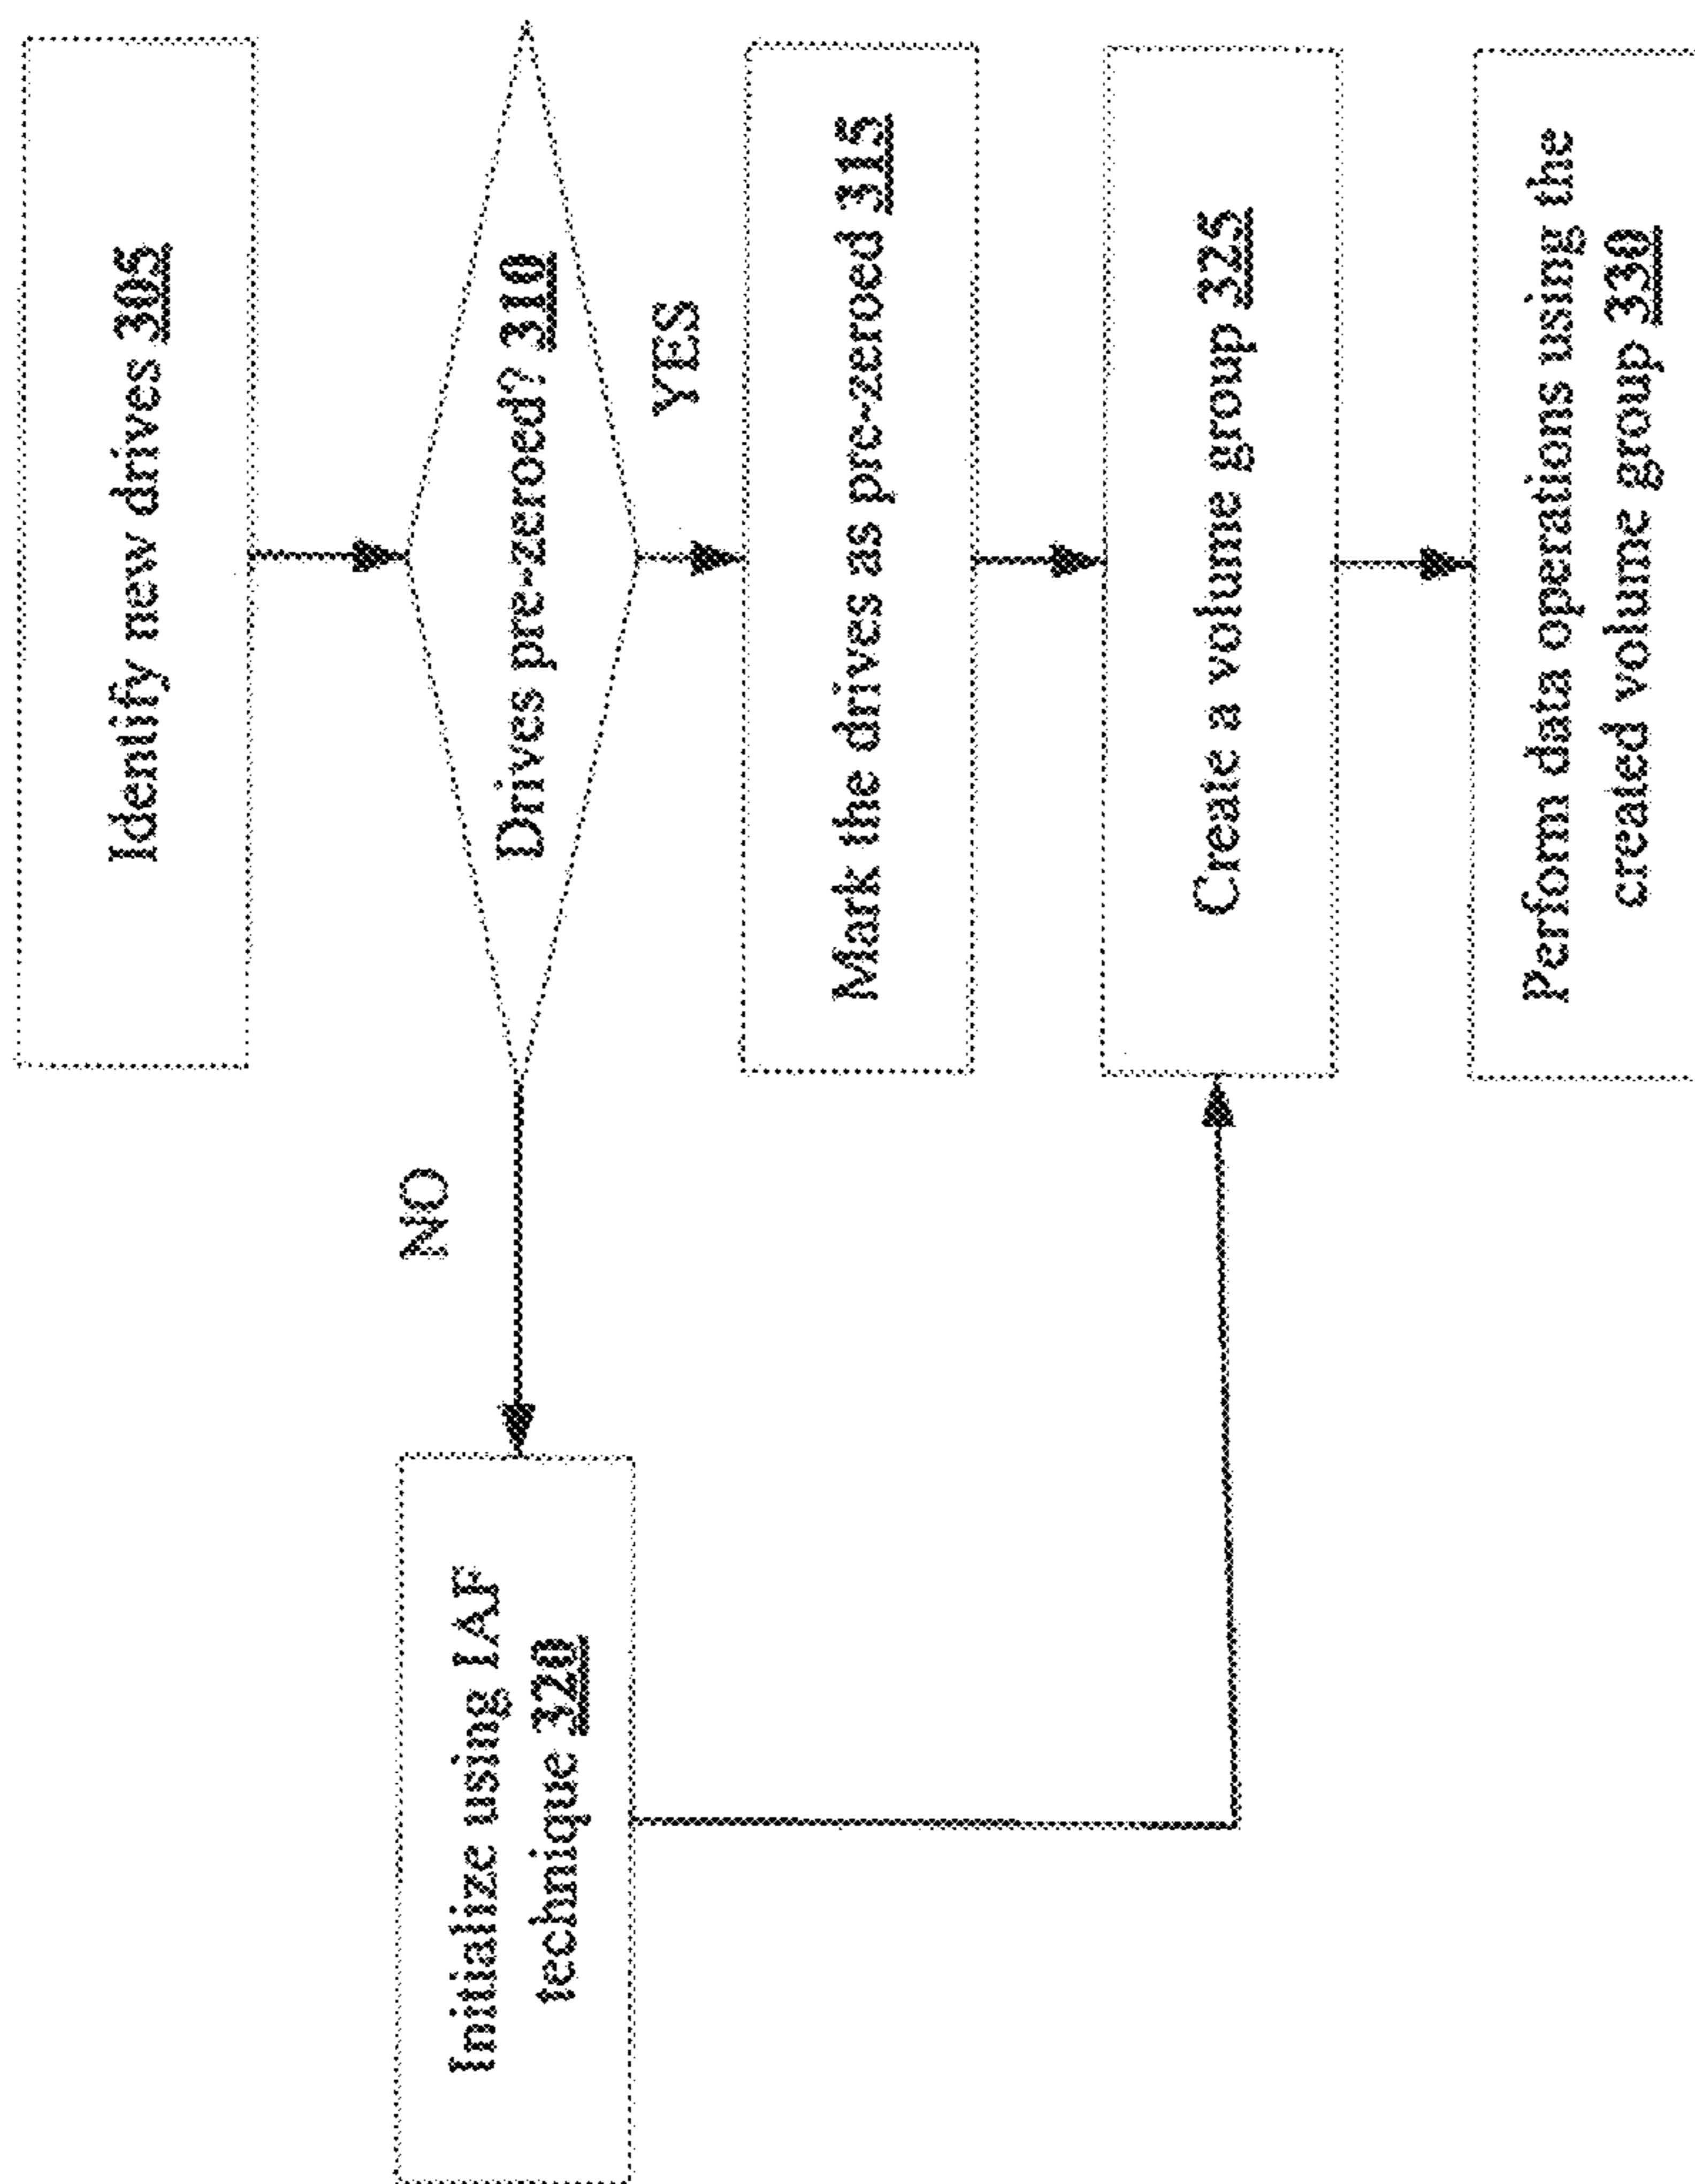 Identify new drives 305
Drives pre-zeroed? 310
NO
YES
Mark the drives as pre-zeroed 315
Initialize using IAF
technique 320
Create a volume group 325
Perform data operations using the
created volume group 330